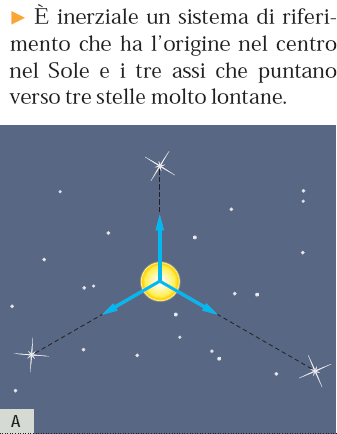 ► È inerziale un sistema di riferi-
mento che ha l'origine nel centro
nel Sole e i tre assi che puntano
verso tre stelle molto lontane.
A